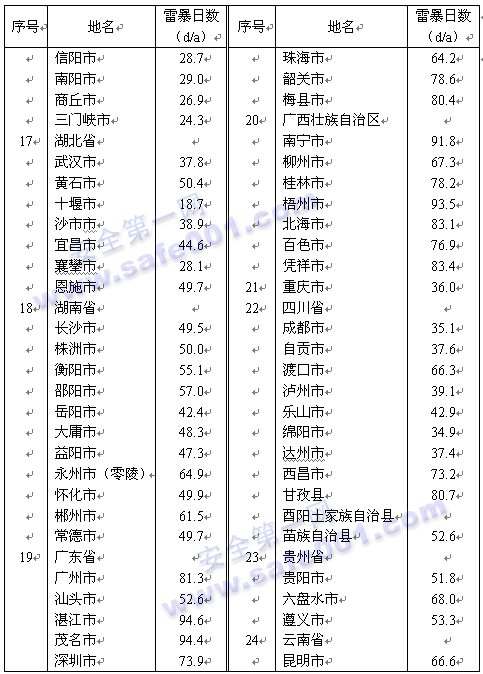 序号 地名 雷暴日数 (d/a) 序号 地名 雷暴日数 (d/a)
信阳市 28.7 珠海市 64.2
南阳市 29.0 韶关市 78.6
商丘市 26.9 梅县市 80.4
三门峡市 24.3 20 广西壮族自治区
17 湖北省 南宁市 91.8
武汉市 37.8 柳州市 67.3
黄石市 50.4 桂林市 78.2
十堰市 18.7 梧州市 93.5
沙市市 38.9 北海市 83.1
宜昌市 44.6 百色市 76.9
襄樊市 28.1 凭祥市 83.4
恩施市 49.7 21 重庆市 36.0
18 湖南省 22 四川省
长沙市 49.5 成都市 35.1
株洲市 50.0 自贡市 37.6
衡阳市 55.1 渡口市 66.3
邵阳市 57.0 泸州市 39.1
岳阳市 42.4 乐山市 42.9
大庸市 48.3 绵阳市 34.9
益阳市 47.3 达州市 37.4
永州市（零陵） 64.9 西昌市 73.2
怀化市 49.9 甘孜县 80.7
郴州市 61.5 酉阳土家族自治县
常德市 49.7 苗族自治县 52.6
19 广东省 23 贵州省
广州市 81.3 贵阳市 51.8
汕头市 52.6 六盘水市 68.0
湛江市 94.6 遵义市 53.3
茂名市 94.4 24 云南省
深圳市 73.9 昆明市 66.6
安全第一网
www.safe001.com
安全第一网
www.safe001.com